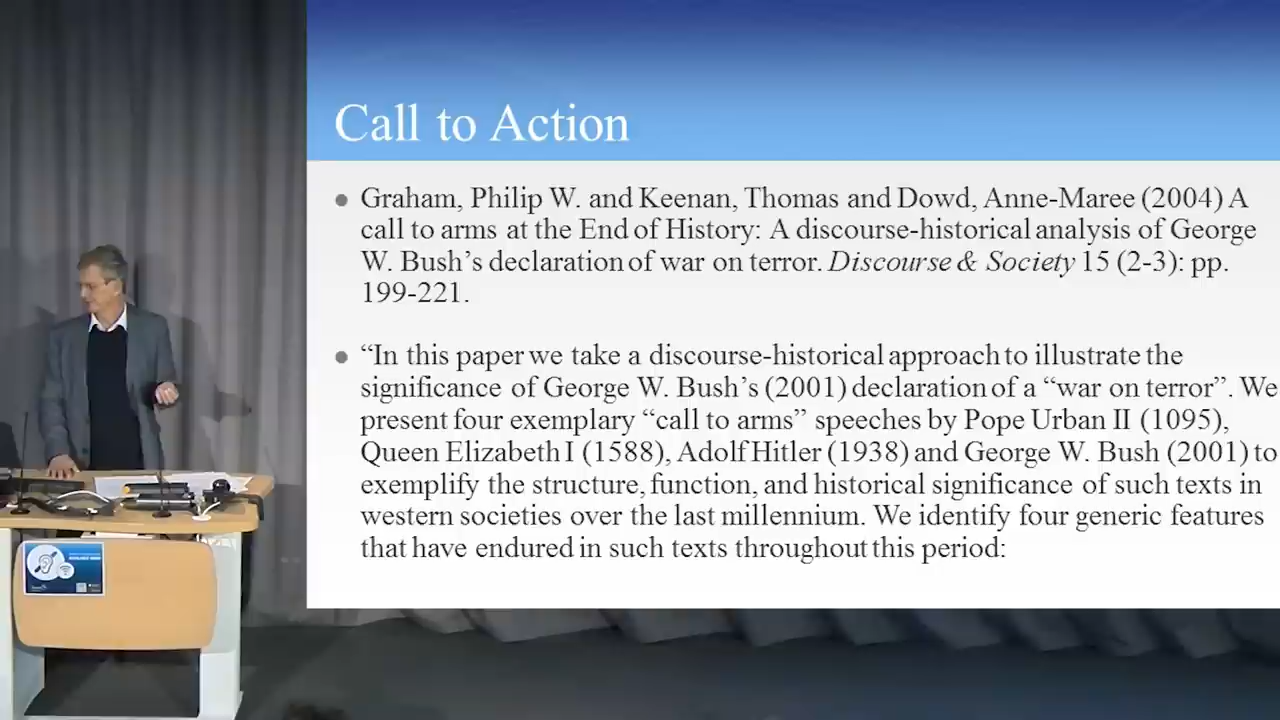 Call to Action
• Graham, Philip W. and Keenan, Thomas and Dowd, Anne-Maree (2004) A
call to arms at the End of History: A discourse-historical analysis of George
W. Bush’s declaration of war on terror. Discourse & Society 15 (2-3): pp.
199-221.
• “In this paper we take a discourse-historical approach to illustrate the
significance of George W. Bush’s (2001) declaration of a “war on terror”. We
present four exemplary “call to arms” speeches by Pope Urban II (1095),
Queen Elizabeth I (1588), Adolf Hitler (1938) and George W. Bush (2001) to
exemplify the structure, function, and historical significance of such texts in
western societies over the last millennium. We identify four generic features
that have endured in such texts throughout this period: